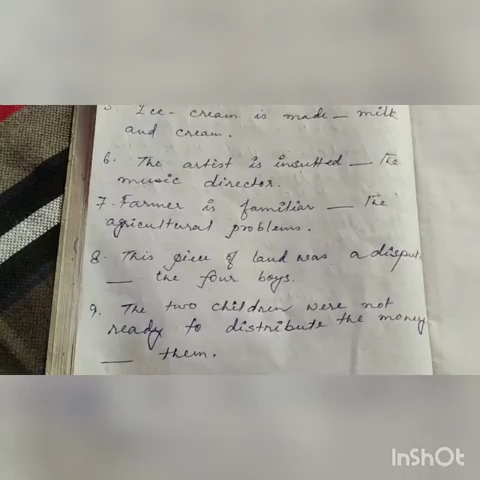 5. Ice-cream is made _ milk
and cream.
6. The artist is insulted _ the
music director.
7. Farmer is familiar _ the
agricultural problems.
8. This piece of land was a disput
_ the four boys.
9. The two children were not
ready to distribute the money
_ them.
InShOt